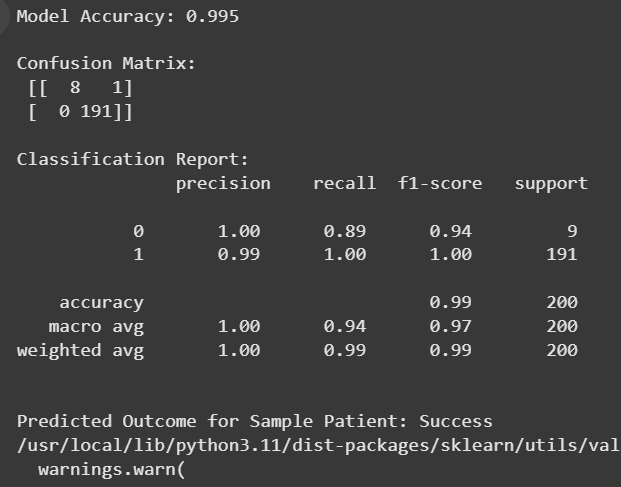 Model Accuracy: 0.995
Confusion Matrix:
[[  8   1]
[  0 191]]
Classification Report:
precision    recall  f1-score   support
0       1.00      0.89      0.94         9
1       0.99      1.00      1.00       191
accuracy                           0.99       200
macro avg       1.00      0.94      0.97       200
weighted avg       1.00      0.99      0.99       200
Predicted Outcome for Sample Patient: Success
/usr/local/lib/python3.11/dist-packages/sklearn/utils/val
warnings.warn(